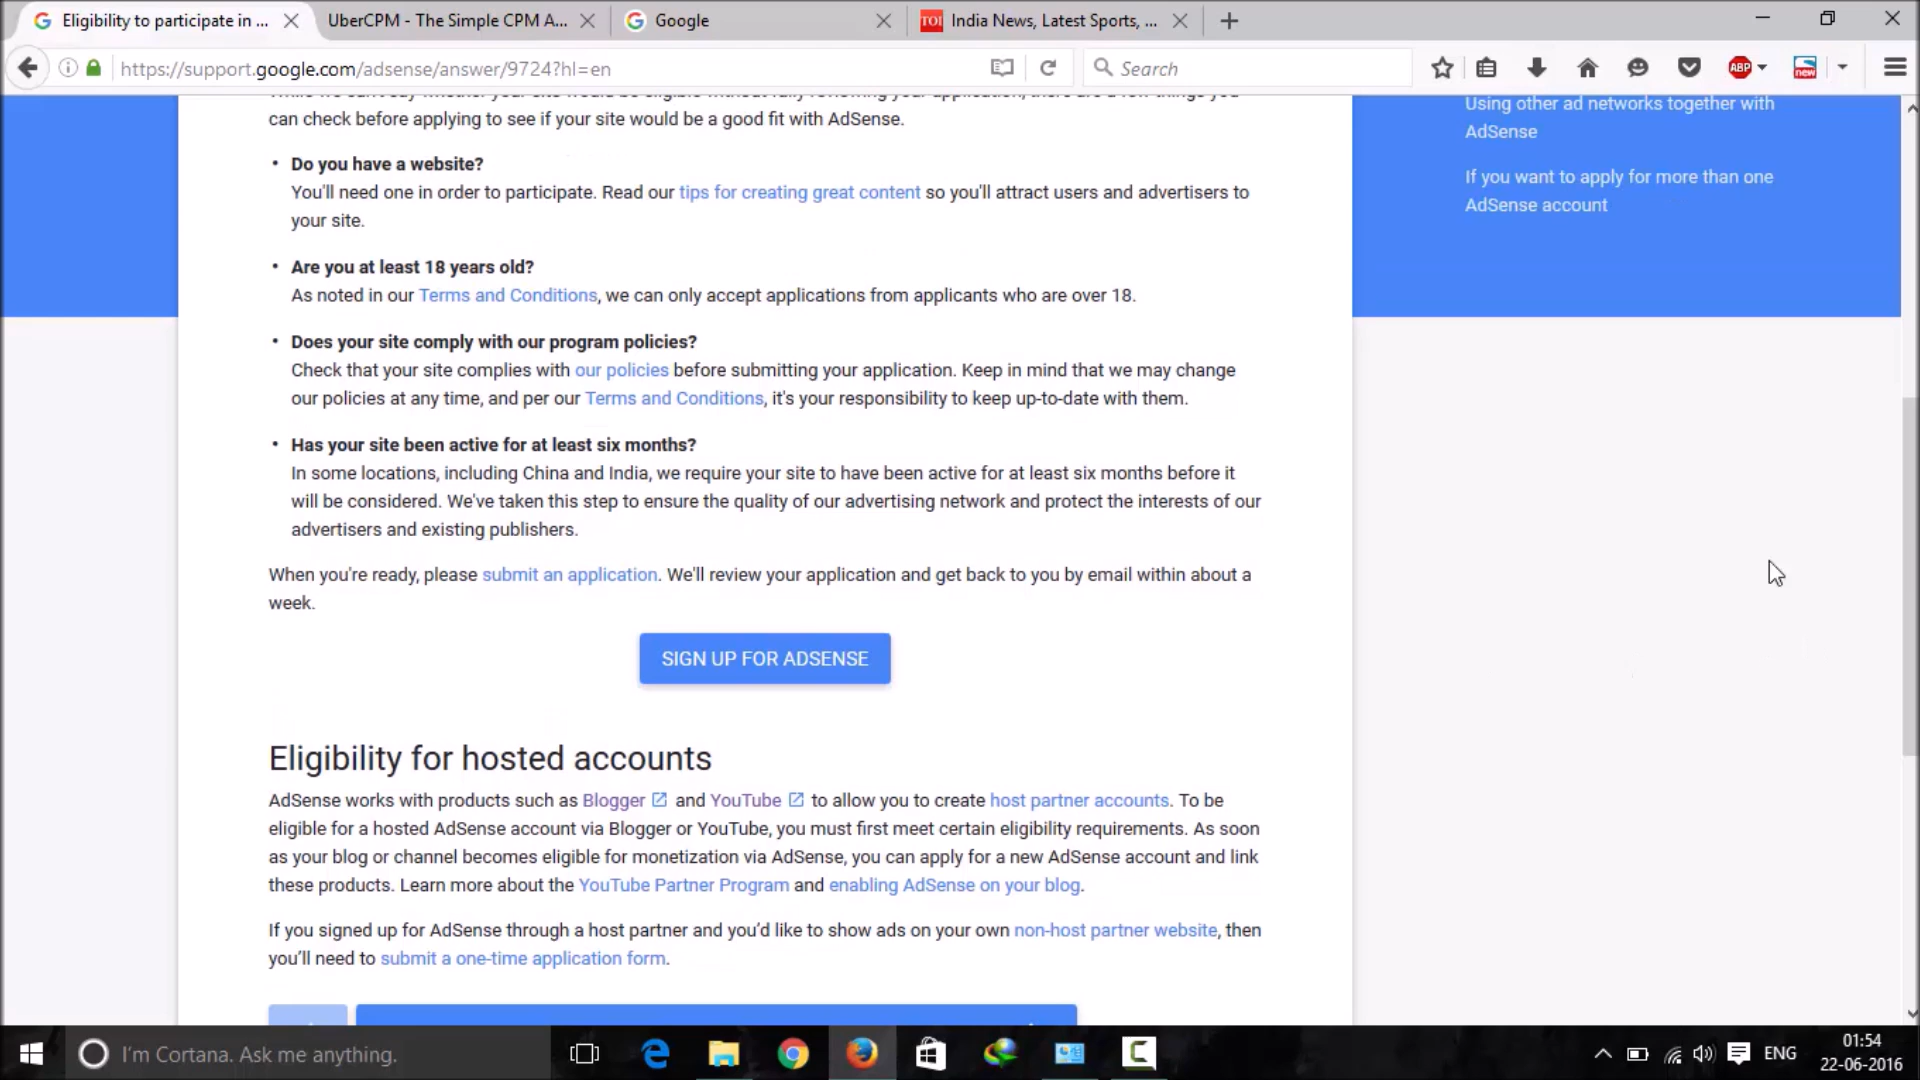 Eligibility to participate in ...
UberCPM - The Simple CPM A...
Google
TOI
India News, Latest Sports, ...
https://support.google.com/adsense/answer/9724?hl=en
Search
ABP
new
can check before applying to see if your site would be a good fit with AdSense.
• Do you have a website?
You'll need one in order to participate. Read our tips for creating great content so you'll attract users and advertisers to
your site.
• Are you at least 18 years old?
As noted in our Terms and Conditions, we can only accept applications from applicants who are over 18.
• Does your site comply with our program policies?
Check that your site complies with our policies before submitting your application. Keep in mind that we may change
our policies at any time, and per our Terms and Conditions, it's your responsibility to keep up-to-date with them.
• Has your site been active for at least six months?
In some locations, including China and India, we require your site to have been active for at least six months before it
will be considered. We've taken this step to ensure the quality of our advertising network and protect the interests of our
advertisers and existing publishers.
When you're ready, please submit an application. We'll review your application and get back to you by email within about a
week.
SIGN UP FOR ADSENSE
Eligibility for hosted accounts
AdSense works with products such as Blogger and YouTube to allow you to create host partner accounts. To be
eligible for a hosted AdSense account via Blogger or YouTube, you must first meet certain eligibility requirements. As soon
as your blog or channel becomes eligible for monetization via AdSense, you can apply for a new AdSense account and link
these products. Learn more about the YouTube Partner Program and enabling AdSense on your blog.
If you signed up for AdSense through a host partner and you’d like to show ads on your own non-host partner website, then
you’ll need to submit a one-time application form.
Using other ad networks together with
AdSense
If you want to apply for more than one
AdSense account
I'm Cortana. Ask me anything.
ENG
01:54
22-06-2016